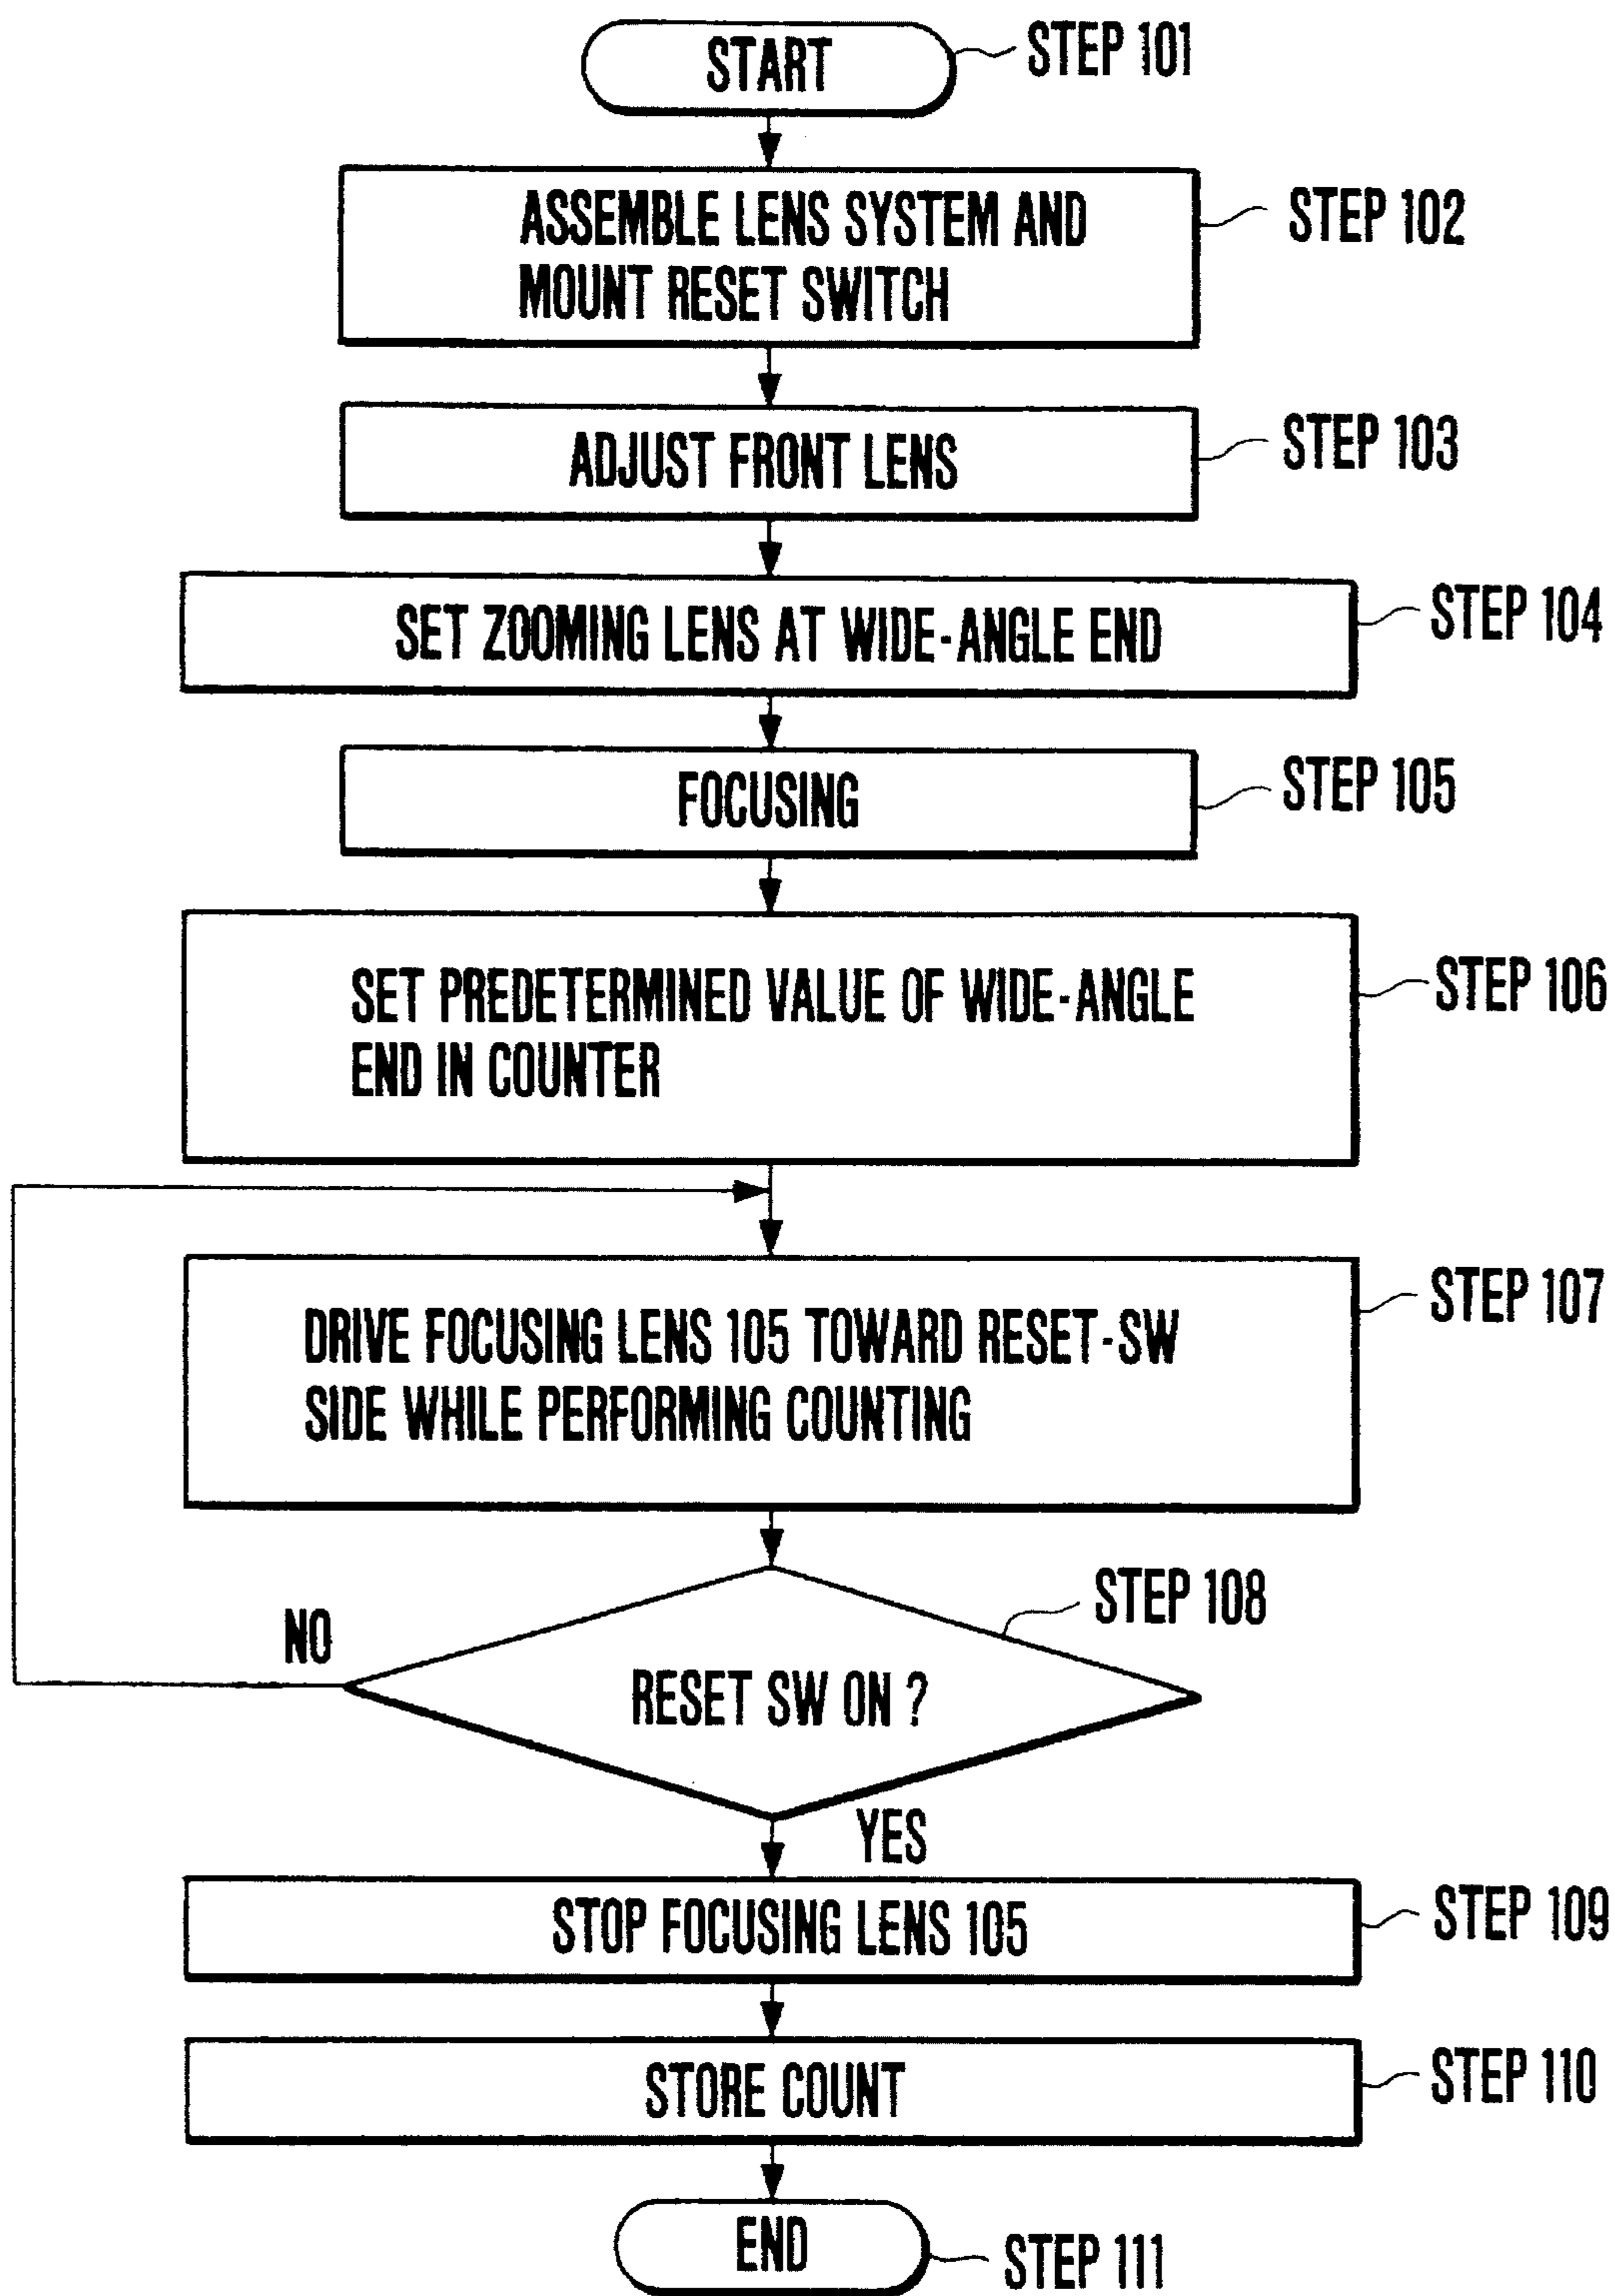 START
STEP 101
ASSEMBLE LENS SYSTEM AND
MOUNT RESET SWITCH
STEP 102
ADJUST FRONT LENS
STEP 103
SET ZOOMING LENS AT WIDE-ANGLE END
STEP 104
FOCUSING
STEP 105
SET PREDETERMINED VALUE OF WIDE-ANGLE
END IN COUNTER
STEP 106
DRIVE FOCUSING LENS 105 TOWARD RESET-SW
SIDE WHILE PERFORMING COUNTING
STEP 107
RESET SW ON ?
STEP 108
NO
YES
STOP FOCUSING LENS 105
STEP 109
STORE COUNT
STEP 110
END
STEP 111